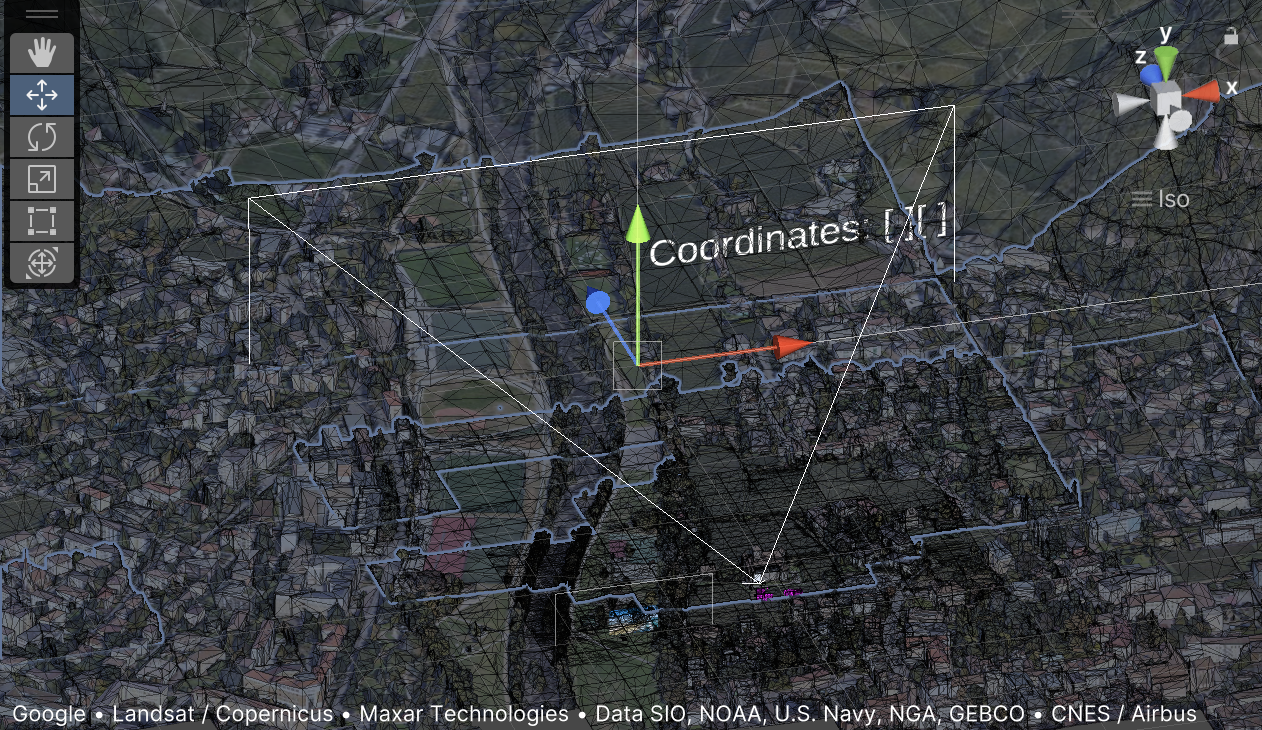 y
z
x
Iso
Coordinates: [ ][ ]
Google • Landsat / Copernicus • Maxar Technologies • Data SIO, NOAA, U.S. Navy, NGA, GEBCO • CNES / Airbus